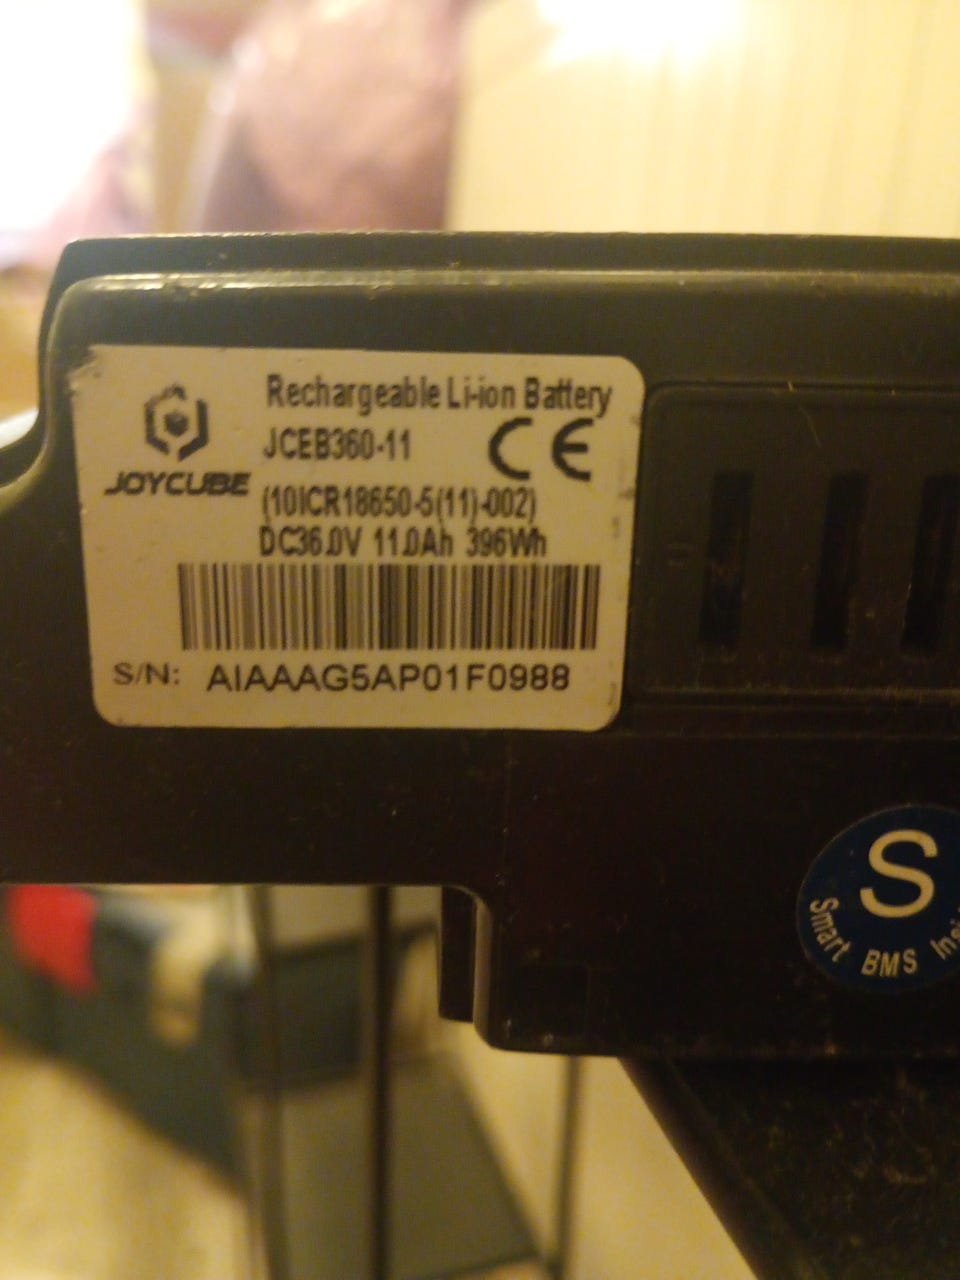 Rechargeable Li-ion Battery
JCEB360-11 CE
JOYCUBE
(10ICR18650-5(11)-002)
DC36.0V 11.0Ah 396Wh
S/N: AIAAAG5AP01F0988
S
Smart BMS